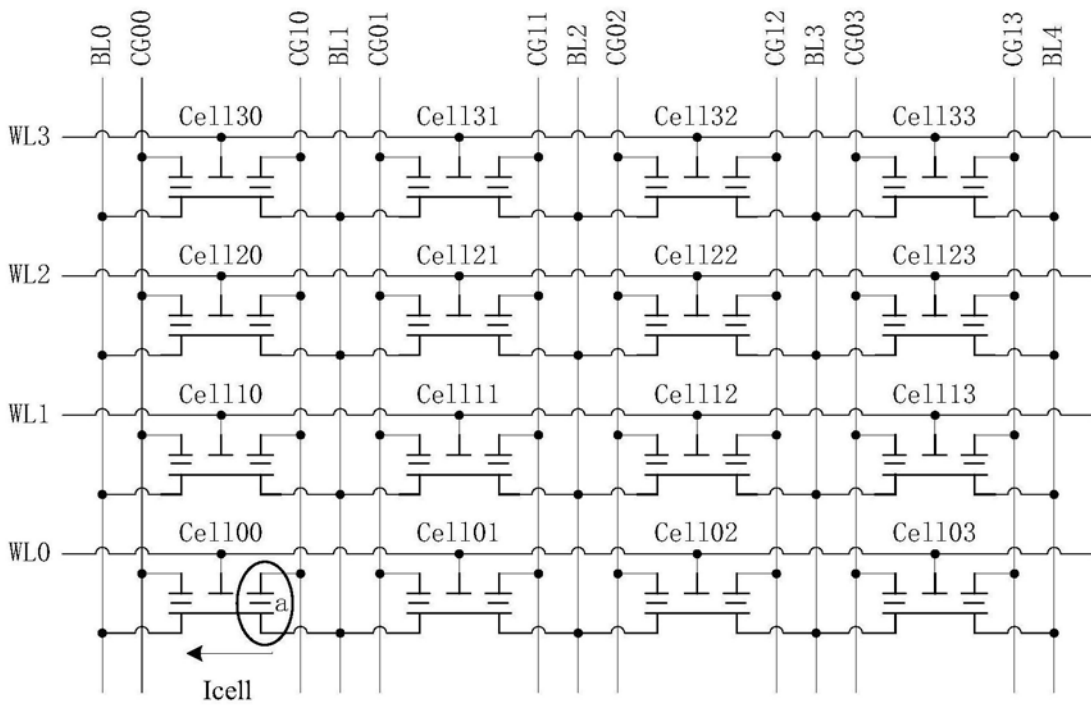 BL0 CG00 CG10 BL1 CG01 CG11 BL2 CG02 CG12 BL3 CG03 CG13 BL4
WL3 Cell30 Cell31 Cell32 Cell33
WL2 Cell20 Cell21 Cell22 Cell23
WL1 Cell10 Cell11 Cell12 Cell13
WL0 Cell00 Cell01 Cell02 Cell03
a
Icell